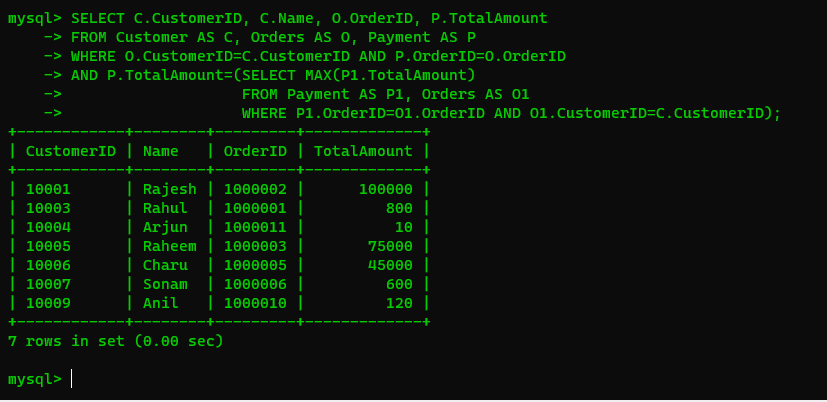 mysql> SELECT C.CustomerID, C.Name, O.OrderID, P.TotalAmount
    -> FROM Customer AS C, Orders AS O, Payment AS P
    -> WHERE O.CustomerID=C.CustomerID AND P.OrderID=O.OrderID
    -> AND P.TotalAmount=(SELECT MAX(P1.TotalAmount)
    ->                    FROM Payment AS P1, Orders AS O1
    ->                    WHERE P1.OrderID=O1.OrderID AND O1.CustomerID=C.CustomerID);
+------------+--------+---------+-------------+
| CustomerID | Name   | OrderID | TotalAmount |
+------------+--------+---------+-------------+
| 10001      | Rajesh | 1000002 |      100000 |
| 10003      | Rahul  | 1000001 |         800 |
| 10004      | Arjun  | 1000011 |          10 |
| 10005      | Raheem | 1000003 |       75000 |
| 10006      | Charu  | 1000005 |       45000 |
| 10007      | Sonam  | 1000006 |         600 |
| 10009      | Anil   | 1000010 |         120 |
+------------+--------+---------+-------------+
7 rows in set (0.00 sec)
mysql>